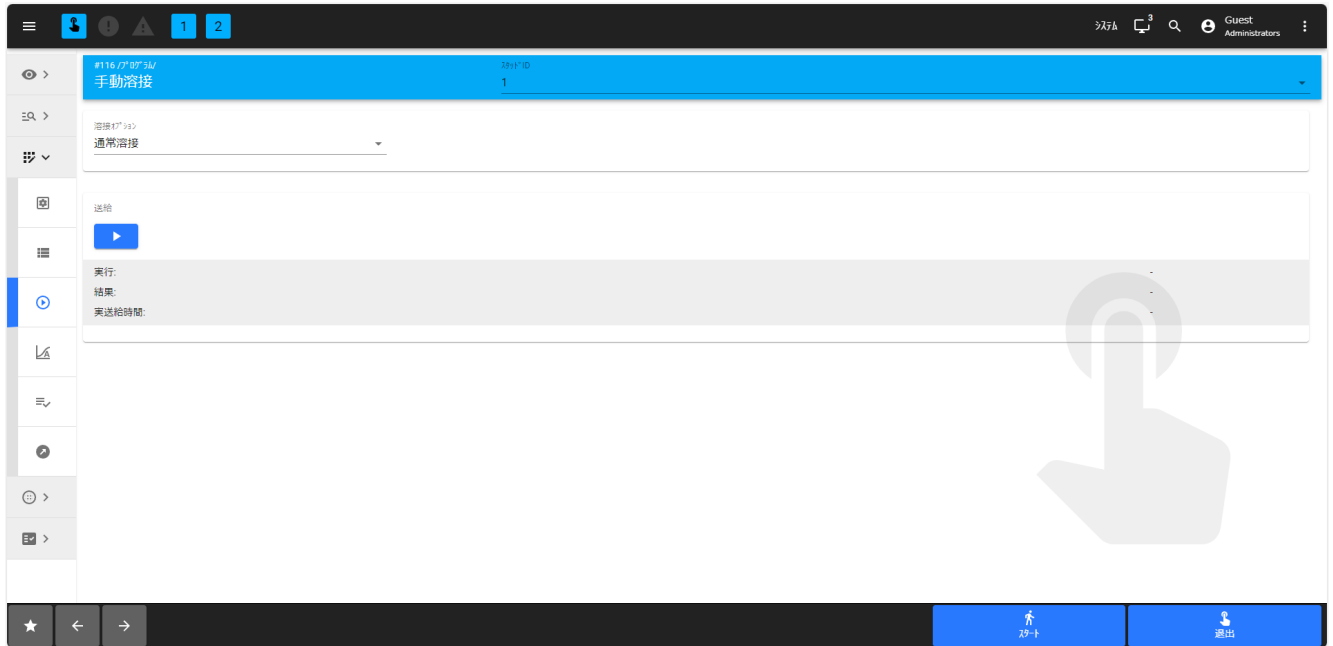 1 2 ｼｽﾃﾑ 3 Guest
Administrators
#116 /ﾌﾟﾛｸﾞﾗﾑ/
手動溶接
ｽﾀｯﾄﾞID
1
溶接ｵﾌﾟｼｮﾝ
通常溶接
送給
実行: -
結果: -
実送給時間: -
ｽﾀｰﾄ
退出